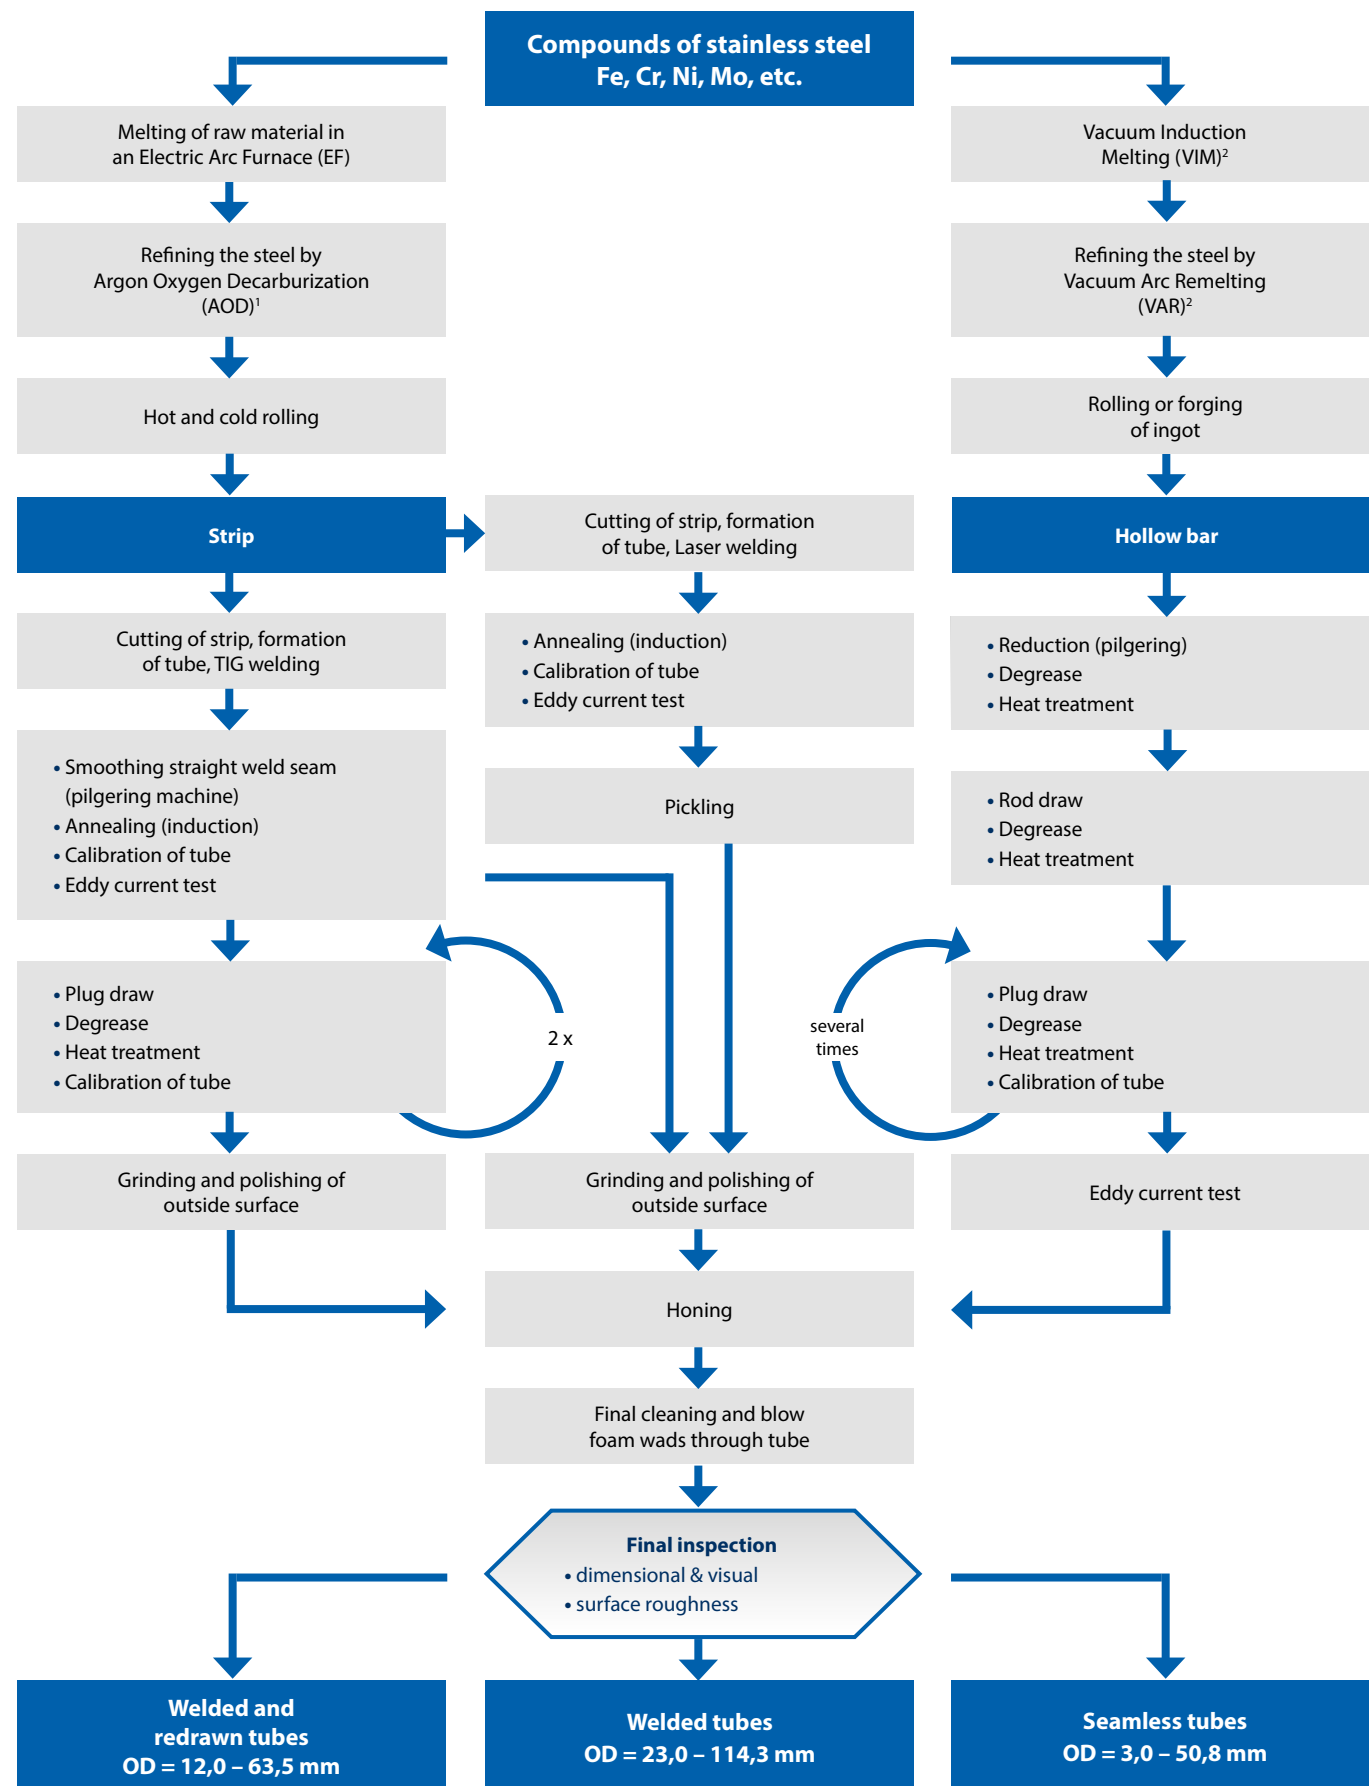 Compounds of stainless steel
Fe, Cr, Ni, Mo, etc.
Melting of raw material in
an Electric Arc Furnace (EF)
Vacuum Induction
Melting (VIM)²
Refining the steel by
Argon Oxygen Decarburization
(AOD)¹
Refining the steel by
Vacuum Arc Remelting
(VAR)²
Hot and cold rolling
Rolling or forging
of ingot
Strip
Cutting of strip, formation
of tube, Laser welding
Hollow bar
Cutting of strip, formation
of tube, TIG welding
• Annealing (induction)
• Calibration of tube
• Eddy current test
• Reduction (pilgering)
• Degrease
• Heat treatment
• Smoothing straight weld seam
(pilgering machine)
• Annealing (induction)
• Calibration of tube
• Eddy current test
Pickling
• Rod draw
• Degrease
• Heat treatment
• Plug draw
• Degrease
• Heat treatment
• Calibration of tube
2 x
several
times
• Plug draw
• Degrease
• Heat treatment
• Calibration of tube
Grinding and polishing of
outside surface
Grinding and polishing of
outside surface
Eddy current test
Honing
Final cleaning and blow
foam wads through tube
Final inspection
• dimensional & visual
• surface roughness
Welded and
redrawn tubes
OD = 12,0 – 63,5 mm
Welded tubes
OD = 23,0 – 114,3 mm
Seamless tubes
OD = 3,0 – 50,8 mm